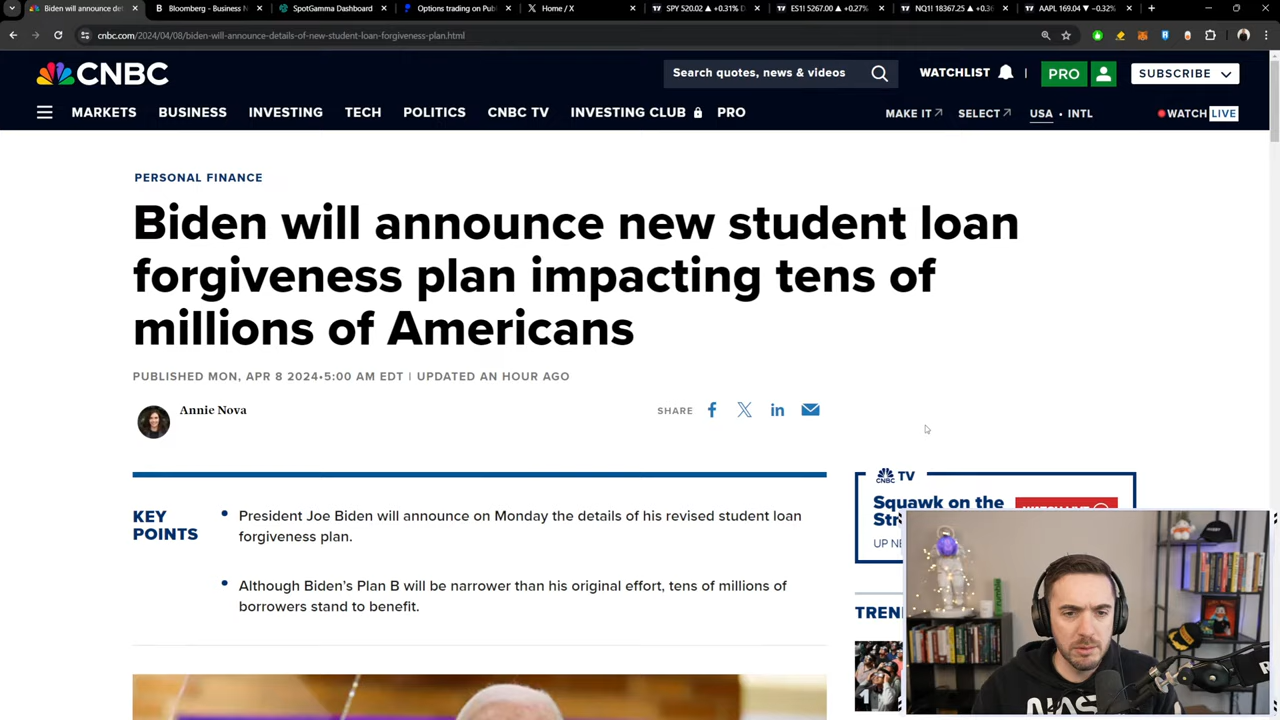 Biden will announce det
Bloomberg - Business N
SpotGamma Dashboard
Options trading on Publ
Home / X
SPY 520.02 ▲ +0.31%
ES1! 5267.00 ▲ +0.27%
NQ1! 18367.25 ▲
AAPL 169.04 ▼ −0.32%
cnbc.com/2024/04/08/biden-will-announce-details-of-new-student-loan-forgiveness-plan.html
CNBC
Search quotes, news & videos
WATCHLIST
PRO
SUBSCRIBE
MARKETS
BUSINESS
INVESTING
TECH
POLITICS
CNBC TV
INVESTING CLUB
PRO
MAKE IT
SELECT
USA • INTL
WATCH LIVE
PERSONAL FINANCE
Biden will announce new student loan
forgiveness plan impacting tens of
millions of Americans
PUBLISHED MON, APR 8 2024•5:00 AM EDT | UPDATED AN HOUR AGO
Annie Nova
SHARE
KEY
POINTS
President Joe Biden will announce on Monday the details of his revised student loan
forgiveness plan.
Although Biden's Plan B will be narrower than his original effort, tens of millions of
borrowers stand to benefit.
TV
Squawk on the
UP
1